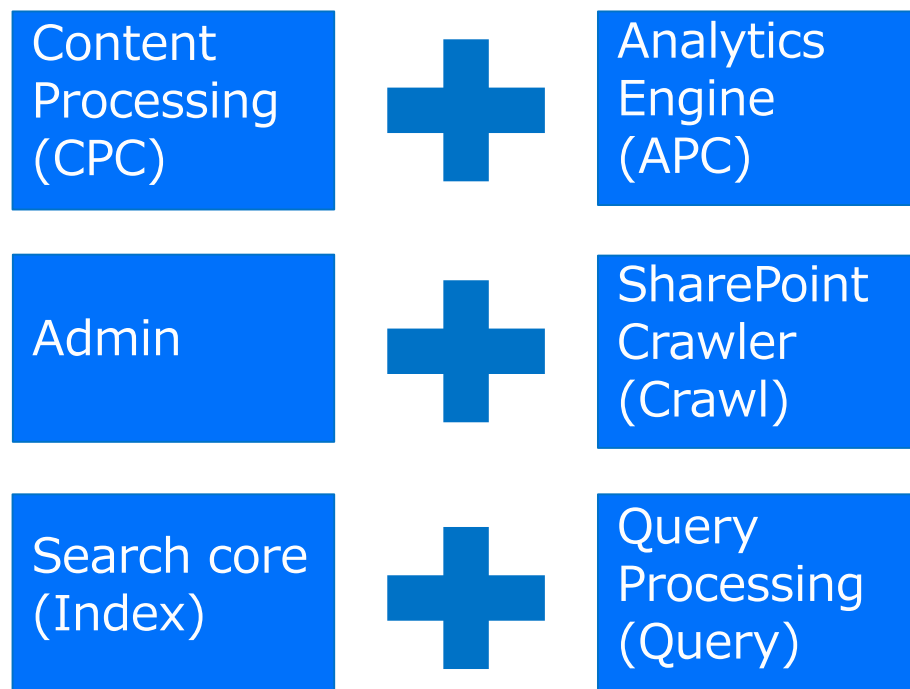 Content
Processing
(CPC)
Analytics
Engine
(APC)
Admin
SharePoint
Crawler
(Crawl)
Search core
(Index)
Query
Processing
(Query)